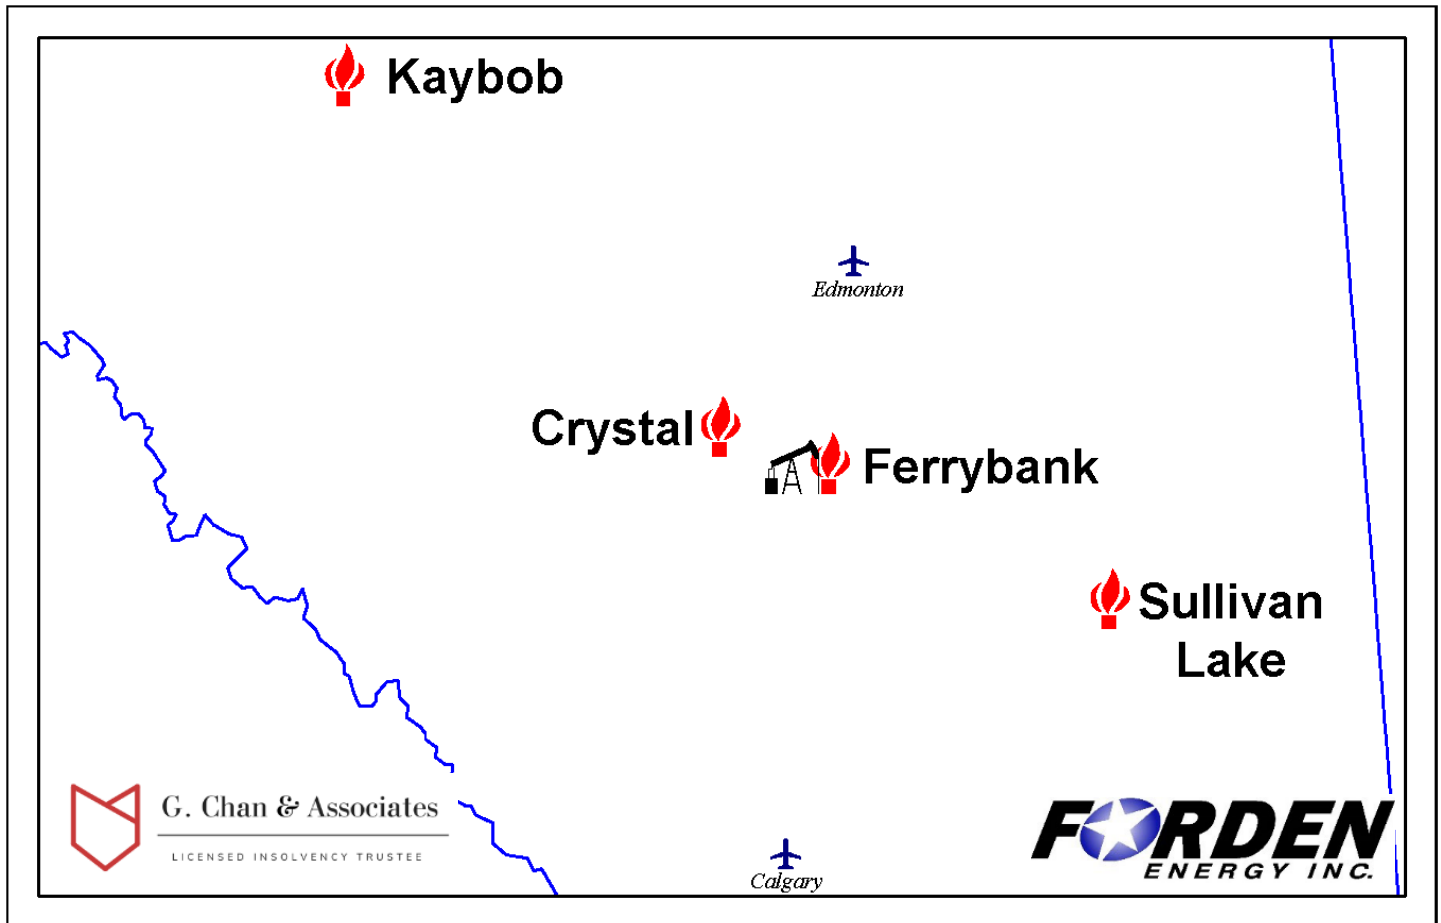 Kaybob
Edmonton
Crystal
Ferrybank
Sullivan
Lake
G. Chan & Associates
LICENSED INSOLVENCY TRUSTEE
Calgary
FORDEN
ENERGY INC.